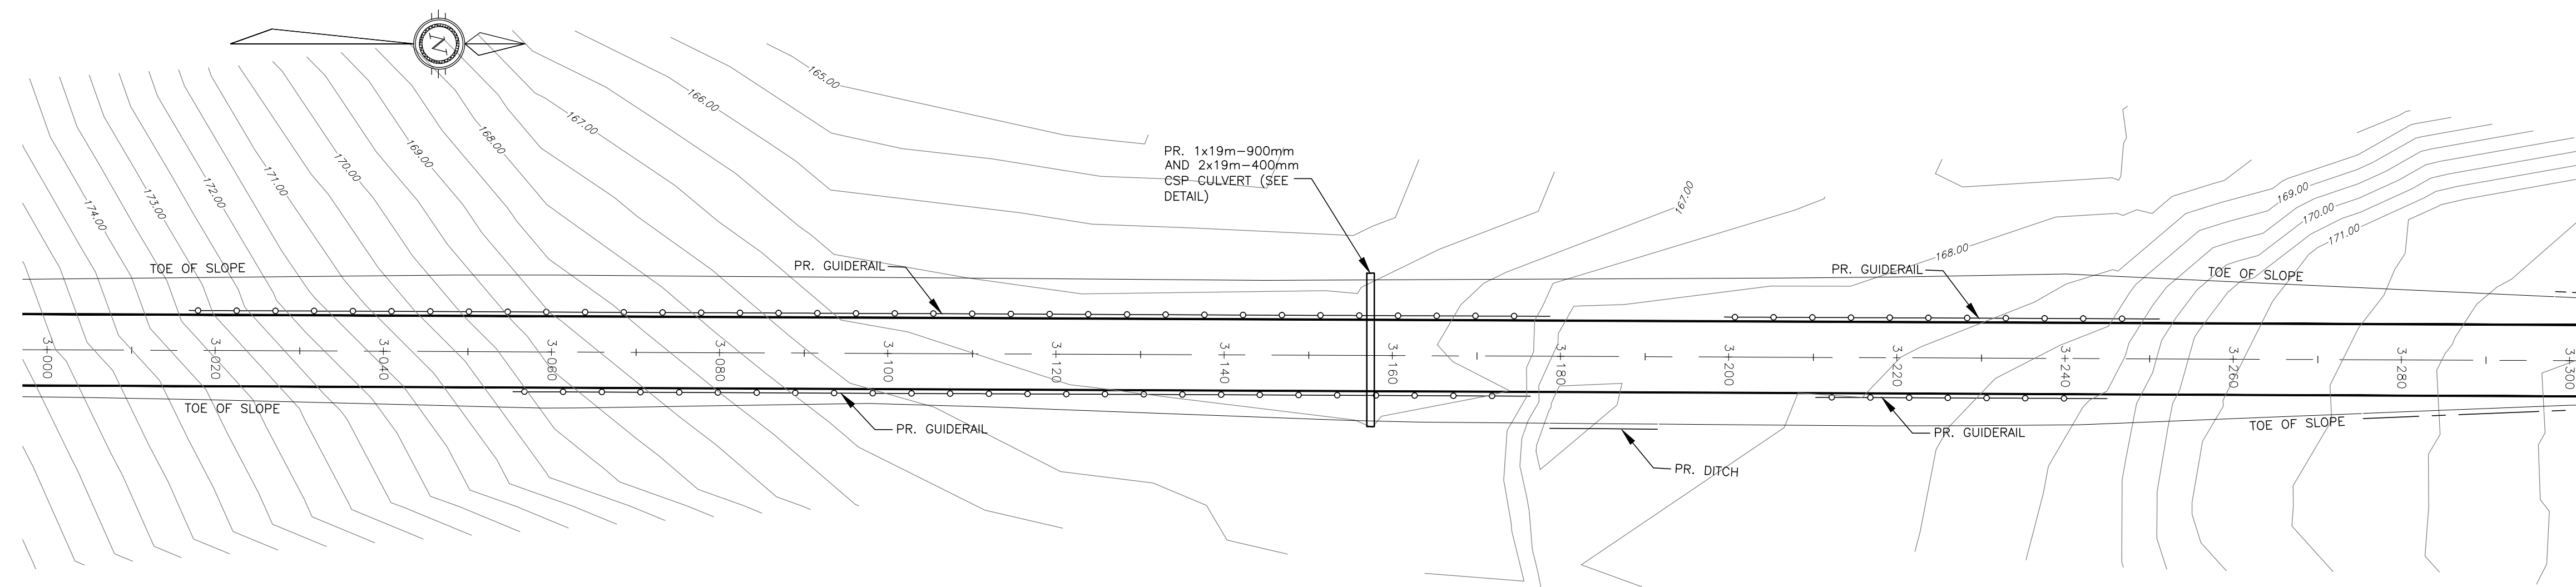 N
165.00
166.00
167.00
168.00
169.00
170.00
171.00
172.00
173.00
174.00
PR. 1x19m-900mm
AND 2x19m-400mm
CSP CULVERT (SEE
DETAIL)
167.00
168.00
169.00
170.00
171.00
TOE OF SLOPE
PR. GUIDERAIL
PR. GUIDERAIL
TOE OF SLOPE
3+000
3+020
3+040
3+060
3+080
3+100
3+120
3+140
3+160
3+180
3+200
3+220
3+240
3+260
3+280
3+300
TOE OF SLOPE
PR. GUIDERAIL
PR. DITCH
PR. GUIDERAIL
TOE OF SLOPE